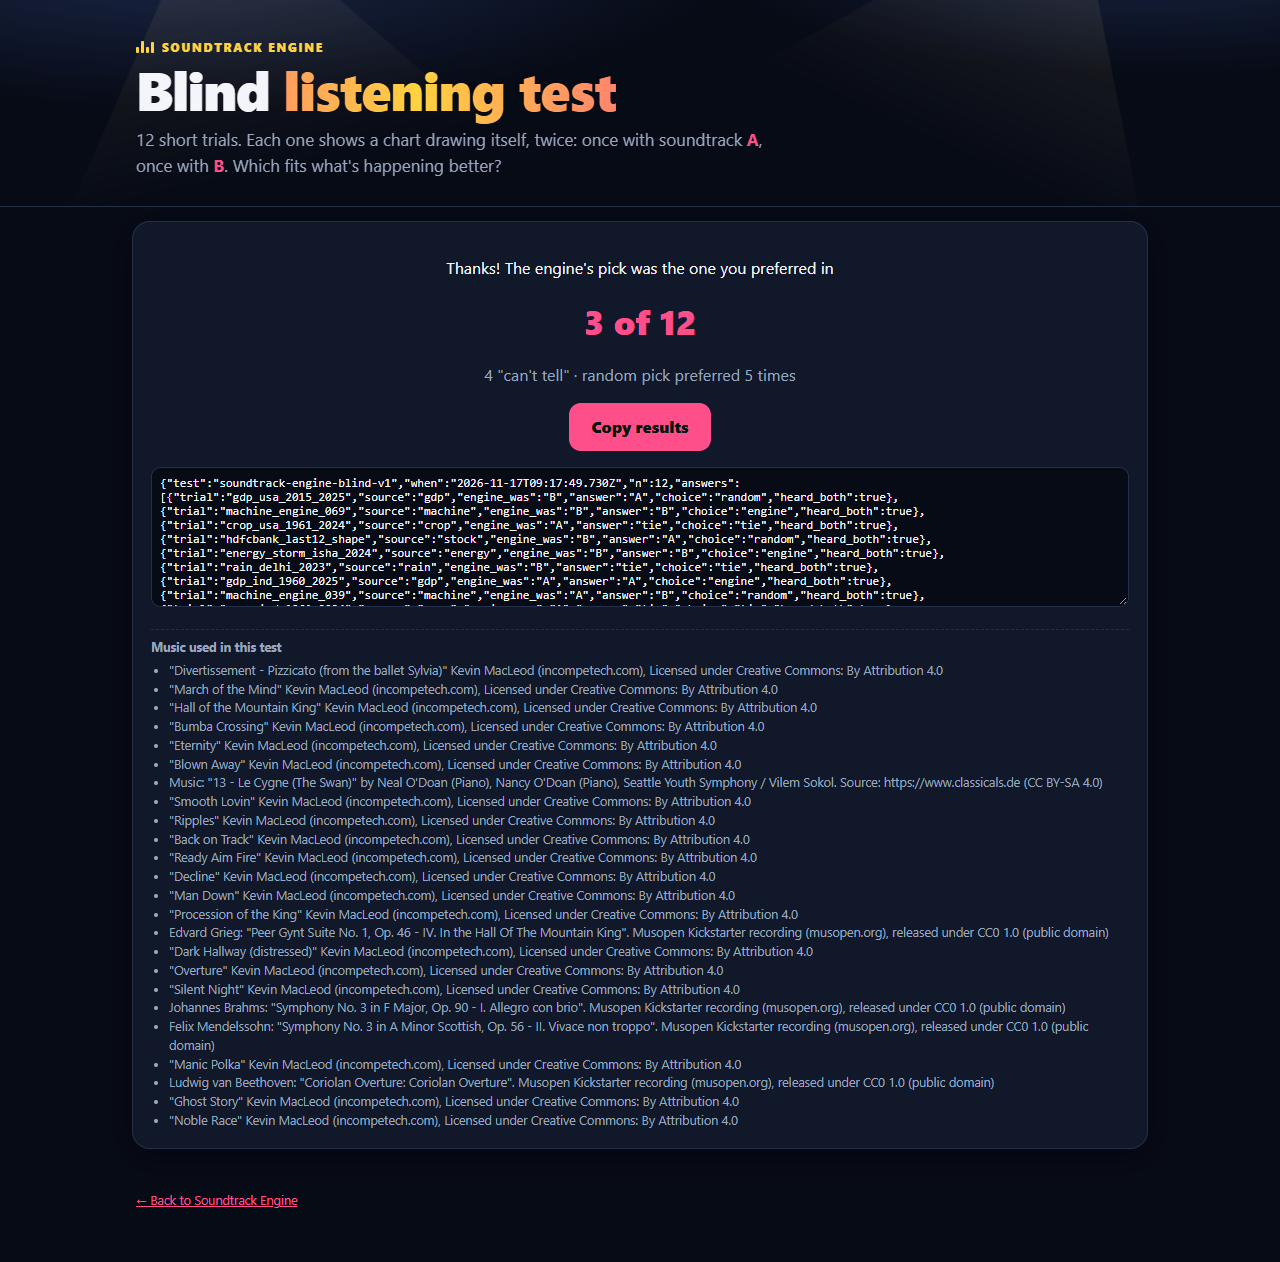 SOUNDTRACK ENGINE
Blind listening test
12 short trials. Each one shows a chart drawing itself, twice: once with soundtrack A,
once with B. Which fits what's happening better?
Thanks! The engine's pick was the one you preferred in
3 of 12
4 "can't tell" · random pick preferred 5 times
Copy results
{"test":"soundtrack-engine-blind-v1","when":"2026-11-17T09:17:49.730Z","n":12,"answers":
[{"trial":"gdp_usa_2015_2025","source":"gdp","engine_was":"B","answer":"A","choice":"random","heard_both":true},
{"trial":"machine_engine_069","source":"machine","engine_was":"B","answer":"B","choice":"engine","heard_both":true},
{"trial":"crop_usa_1961_2024","source":"crop","engine_was":"A","answer":"tie","choice":"tie","heard_both":true},
{"trial":"hdfcbank_last12_shape","source":"stock","engine_was":"B","answer":"A","choice":"random","heard_both":true},
{"trial":"energy_storm_isha_2024","source":"energy","engine_was":"B","answer":"B","choice":"engine","heard_both":true},
{"trial":"rain_delhi_2023","source":"rain","engine_was":"B","answer":"tie","choice":"tie","heard_both":true},
{"trial":"gdp_ind_1960_2025","source":"gdp","engine_was":"A","answer":"A","choice":"engine","heard_both":true},
{"trial":"machine_engine_039","source":"machine","engine_was":"A","answer":"B","choice":"random","heard_both":true},
Music used in this test
• "Divertissement - Pizzicato (from the ballet Sylvia)" Kevin MacLeod (incompetech.com), Licensed under Creative Commons: By Attribution 4.0
• "March of the Mind" Kevin MacLeod (incompetech.com), Licensed under Creative Commons: By Attribution 4.0
• "Hall of the Mountain King" Kevin MacLeod (incompetech.com), Licensed under Creative Commons: By Attribution 4.0
• "Bumba Crossing" Kevin MacLeod (incompetech.com), Licensed under Creative Commons: By Attribution 4.0
• "Eternity" Kevin MacLeod (incompetech.com), Licensed under Creative Commons: By Attribution 4.0
• "Blown Away" Kevin MacLeod (incompetech.com), Licensed under Creative Commons: By Attribution 4.0
• Music: "13 - Le Cygne (The Swan)" by Neal O'Doan (Piano), Nancy O'Doan (Piano), Seattle Youth Symphony / Vilem Sokol. Source: https://www.classicals.de (CC BY-SA 4.0)
• "Smooth Lovin" Kevin MacLeod (incompetech.com), Licensed under Creative Commons: By Attribution 4.0
• "Ripples" Kevin MacLeod (incompetech.com), Licensed under Creative Commons: By Attribution 4.0
• "Back on Track" Kevin MacLeod (incompetech.com), Licensed under Creative Commons: By Attribution 4.0
• "Ready Aim Fire" Kevin MacLeod (incompetech.com), Licensed under Creative Commons: By Attribution 4.0
• "Decline" Kevin MacLeod (incompetech.com), Licensed under Creative Commons: By Attribution 4.0
• "Man Down" Kevin MacLeod (incompetech.com), Licensed under Creative Commons: By Attribution 4.0
• "Procession of the King" Kevin MacLeod (incompetech.com), Licensed under Creative Commons: By Attribution 4.0
• Edvard Grieg: "Peer Gynt Suite No. 1, Op. 46 - IV. In the Hall Of The Mountain King". Musopen Kickstarter recording (musopen.org), released under CC0 1.0 (public domain)
• "Dark Hallway (distressed)" Kevin MacLeod (incompetech.com), Licensed under Creative Commons: By Attribution 4.0
• "Overture" Kevin MacLeod (incompetech.com), Licensed under Creative Commons: By Attribution 4.0
• "Silent Night" Kevin MacLeod (incompetech.com), Licensed under Creative Commons: By Attribution 4.0
• Johannes Brahms: "Symphony No. 3 in F Major, Op. 90 - I. Allegro con brio". Musopen Kickstarter recording (musopen.org), released under CC0 1.0 (public domain)
• Felix Mendelssohn: "Symphony No. 3 in A Minor Scottish, Op. 56 - II. Vivace non troppo". Musopen Kickstarter recording (musopen.org), released under CC0 1.0 (public
domain)
• "Manic Polka" Kevin MacLeod (incompetech.com), Licensed under Creative Commons: By Attribution 4.0
• Ludwig van Beethoven: "Coriolan Overture: Coriolan Overture". Musopen Kickstarter recording (musopen.org), released under CC0 1.0 (public domain)
• "Ghost Story" Kevin MacLeod (incompetech.com), Licensed under Creative Commons: By Attribution 4.0
• "Noble Race" Kevin MacLeod (incompetech.com), Licensed under Creative Commons: By Attribution 4.0
← Back to Soundtrack Engine